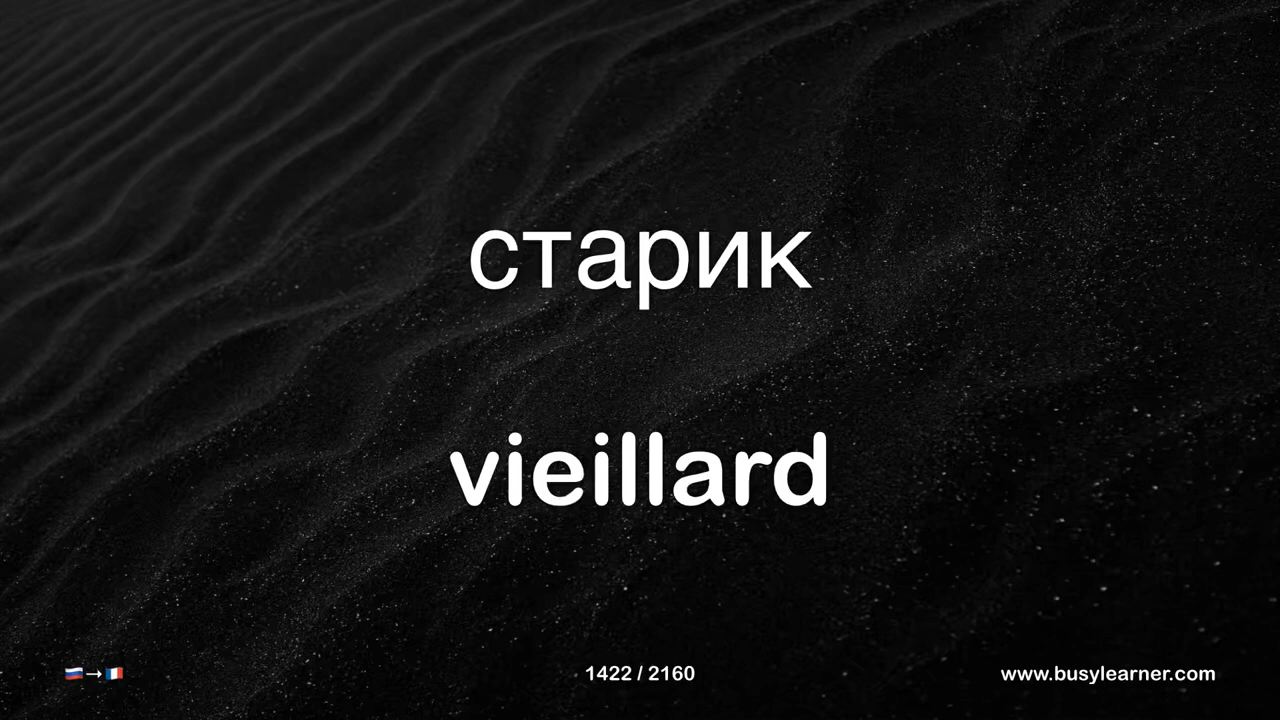 старик
vieillard
🇷🇺→🇫🇷 1422 / 2160 www.busylearner.com